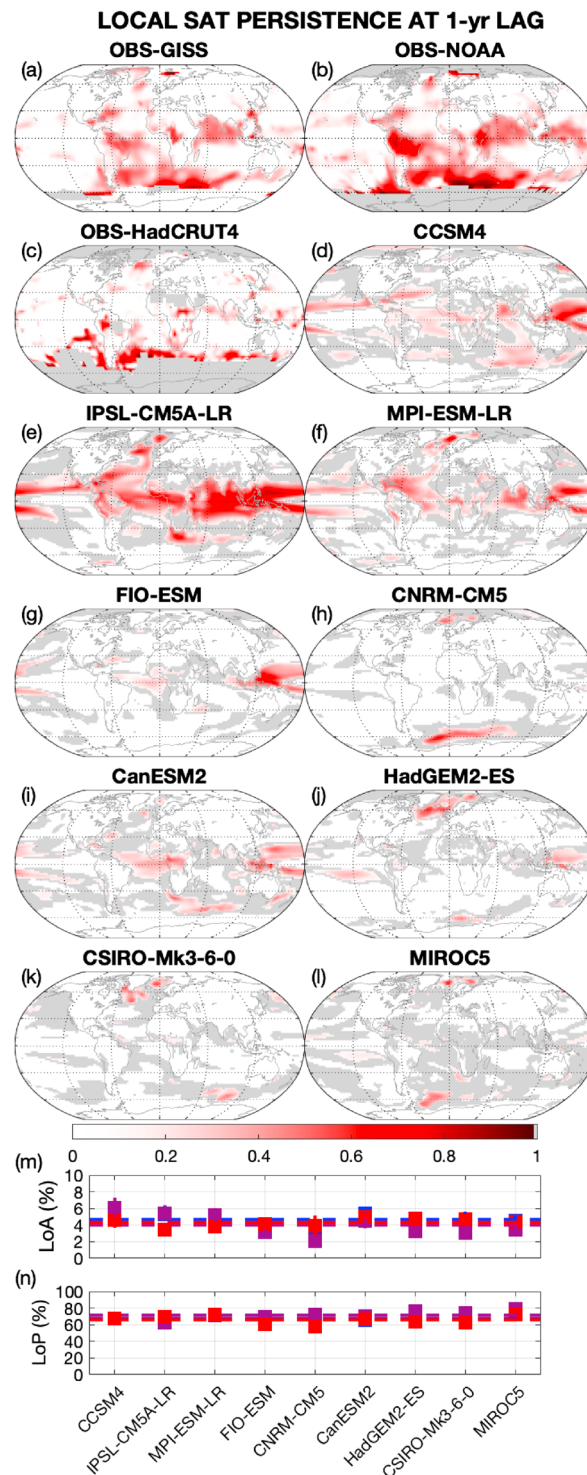 LOCAL SAT PERSISTENCE AT 1-yr LAG
OBS-GISS OBS-NOAA
(a) (b)
OBS-HadCRUT4 CCSM4
(c) (d)
IPSL-CM5A-LR MPI-ESM-LR
(e) (f)
FIO-ESM CNRM-CM5
(g) (h)
CanESM2 HadGEM2-ES
(i) (j)
CSIRO-Mk3-6-0 MIROC5
(k) (l)
0 0.2 0.4 0.6 0.8 1
(m)
LoA (%)
10
8
6
4
2
0
(n)
LoP (%)
100
80
60
40
20
0
CCSM4
IPSL-CM5A-LR
MPI-ESM-LR
FIO-ESM
CNRM-CM5
CanESM2
HadGEM2-ES
CSIRO-Mk3-6-0
MIROC5